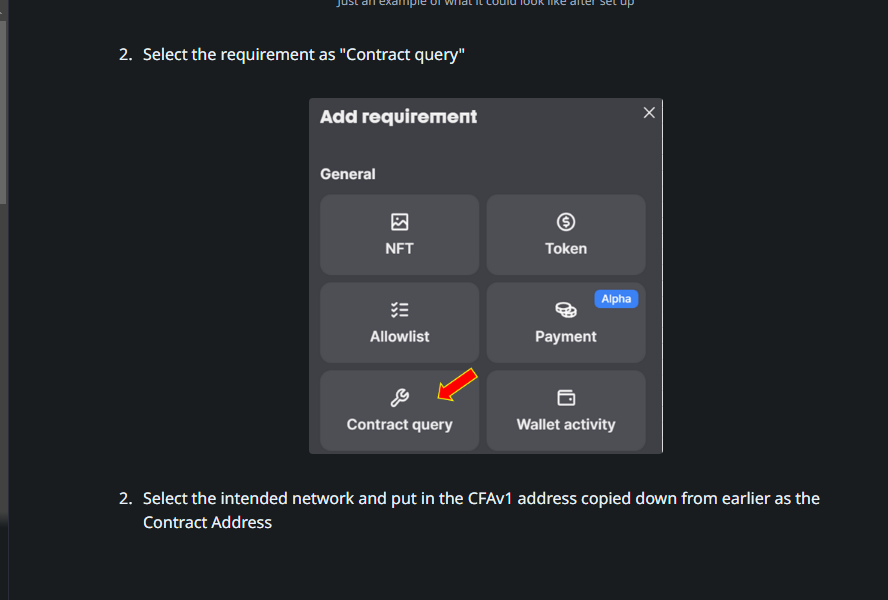 Just an example of what it could look like after set up
2. Select the requirement as "Contract query"
Add requirement
General
NFT
Token
Allowlist
Alpha
Payment
Contract query
Wallet activity
2. Select the intended network and put in the CFAv1 address copied down from earlier as the
Contract Address